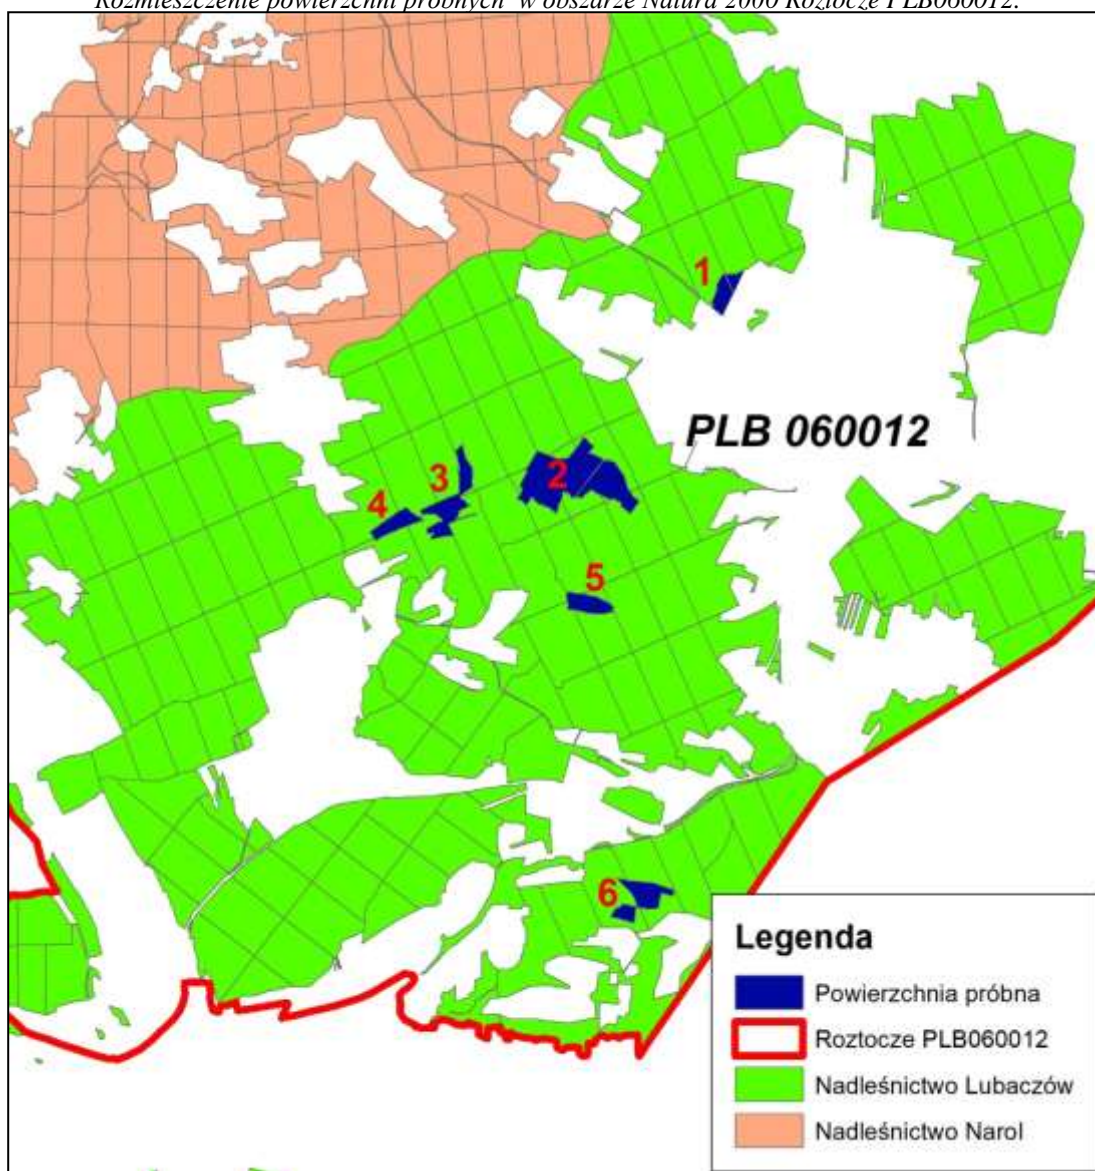 Rozmieszczenie powierzchni próbnych w obszarze Natura 2000 Roztocze PLB060012.
1
PLB 060012
3
2
4
5
6
Legenda
Powierzchnia próbna
Roztocze PLB060012
Nadleśnictwo Lubaczów
Nadleśnictwo Narol